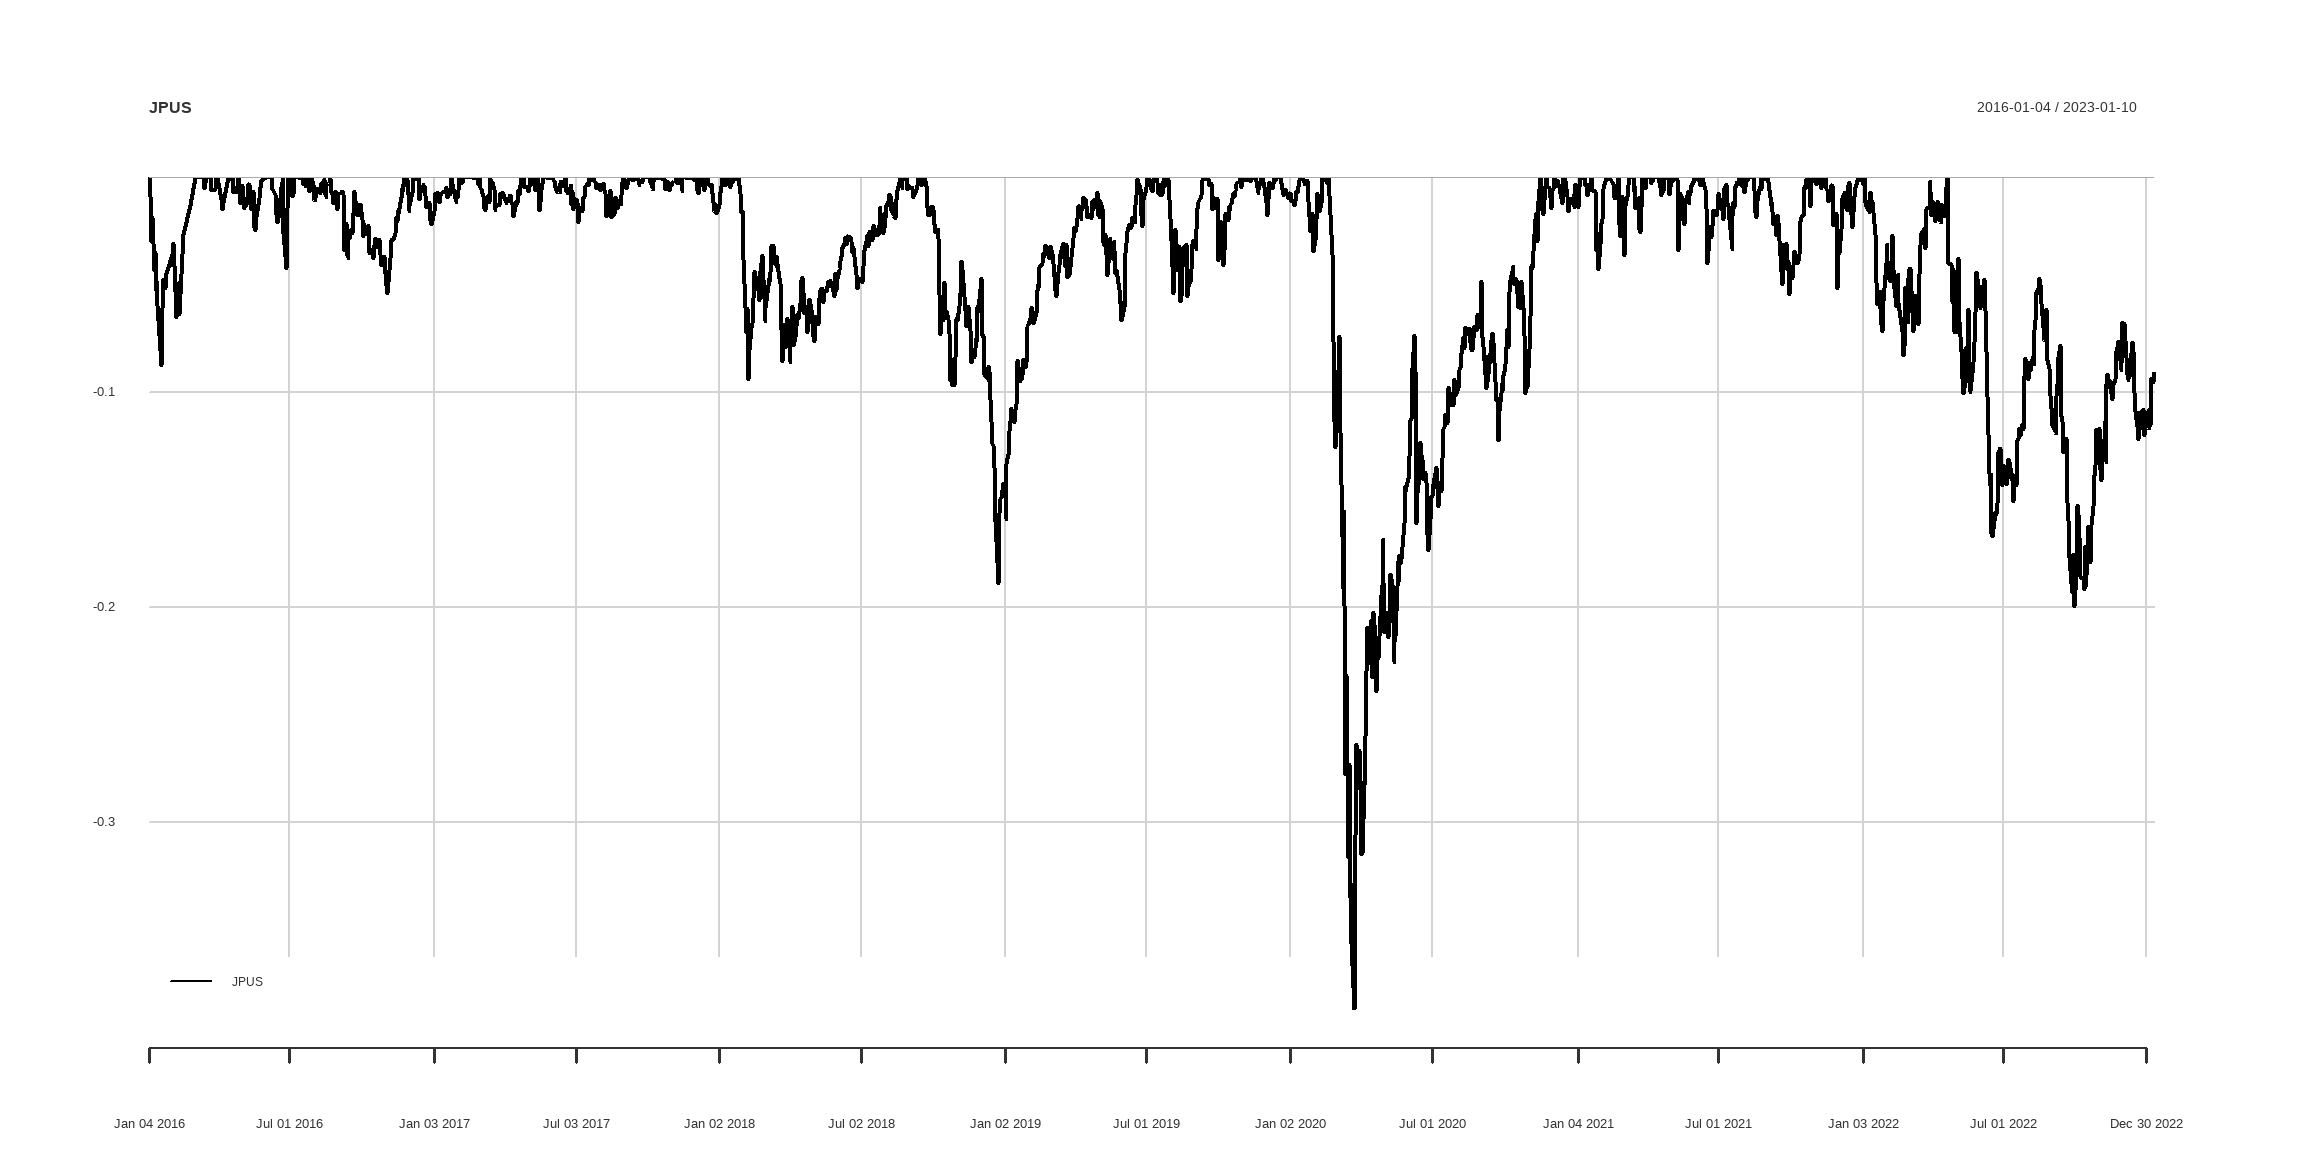 JPUS
2016-01-04 / 2023-01-10
-0.1
-0.2
-0.3
JPUS
Jan 04 2016
Jul 01 2016
Jan 03 2017
Jul 03 2017
Jan 02 2018
Jul 02 2018
Jan 02 2019
Jul 01 2019
Jan 02 2020
Jul 01 2020
Jan 04 2021
Jul 01 2021
Jan 03 2022
Jul 01 2022
Dec 30 2022